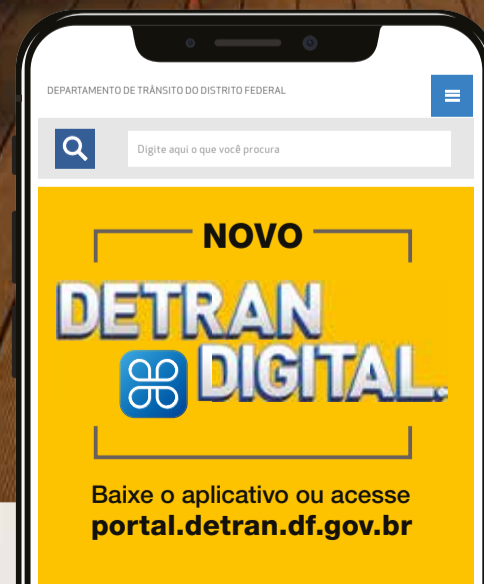 DEPARTAMENTO DE TRÂNSITO DO DISTRITO FEDERAL
Digite aqui o que você procura
NOVO
DETRAN
DIGITAL.
Baixe o aplicativo ou acesse
portal.detran.df.gov.br